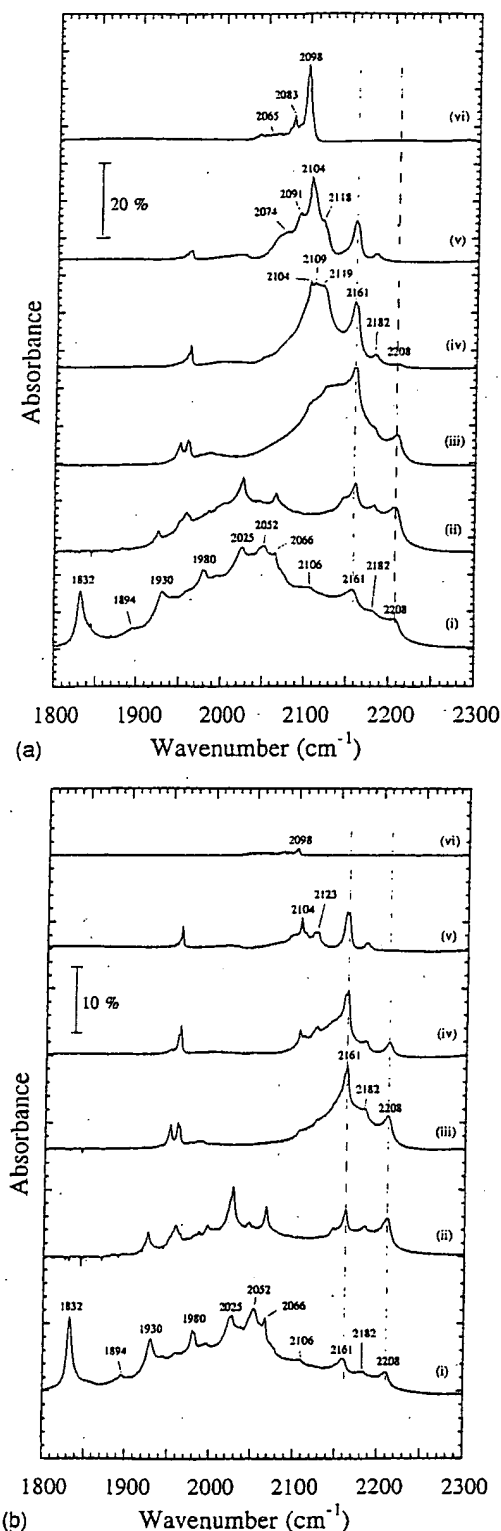 2098
2083
2065
(vi)
20 %
2104
2091
2118
2074
(v)
2109
2104
2119
2161
2182
2208
(iv)
(iii)
(ii)
2052
2025
2066
1980
1930
2106
2161
2182
2208
1832
1894
(i)
Absorbance
1800 1900 2000 2100 2200 2300
(a)
Wavenumber (cm-1)
2098
(vi)
2123
2104
(v)
10 %
(iv)
2161
2182
2208
(iii)
(ii)
2052
2025
2066
1980
1930
2106
2161
2182
2208
1832
1894
(i)
Absorbance
1800 1900 2000 2100 2200 2300
(b)
Wavenumber (cm-1)